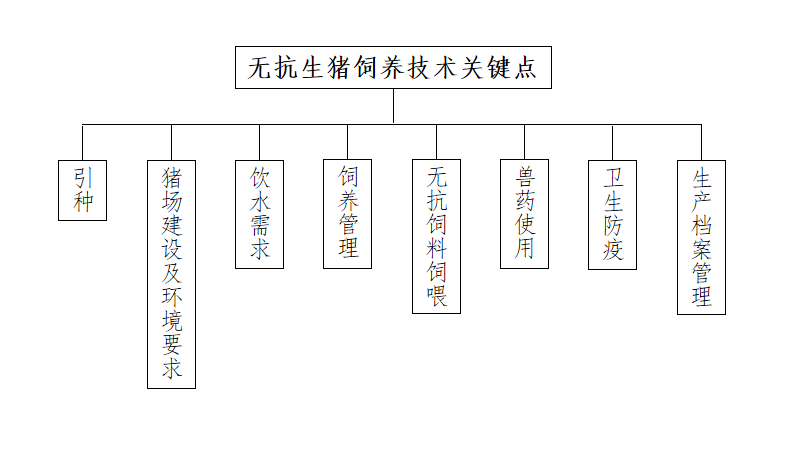 无抗生猪饲养技术关键点
引种
猪场建设及环境要求
饮水需求
饲养管理
无抗饲料饲喂
兽药使用
卫生防疫
生产档案管理